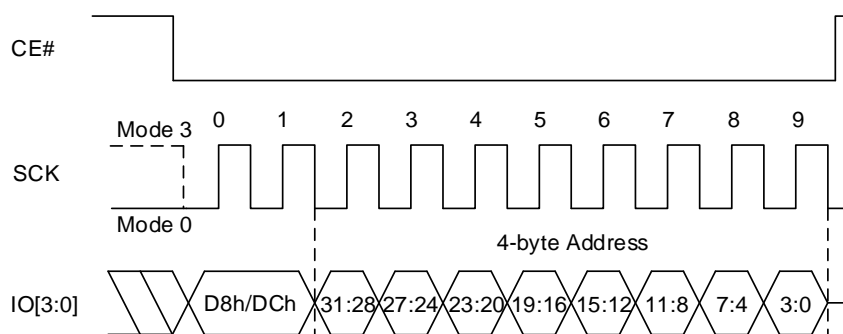 CE#
0 1 2 3 4 5 6 7 8 9
Mode 3
SCK
Mode 0
4-byte Address
IO[3:0] D8h/DCh 31:28 27:24 23:20 19:16 15:12 11:8 7:4 3:0